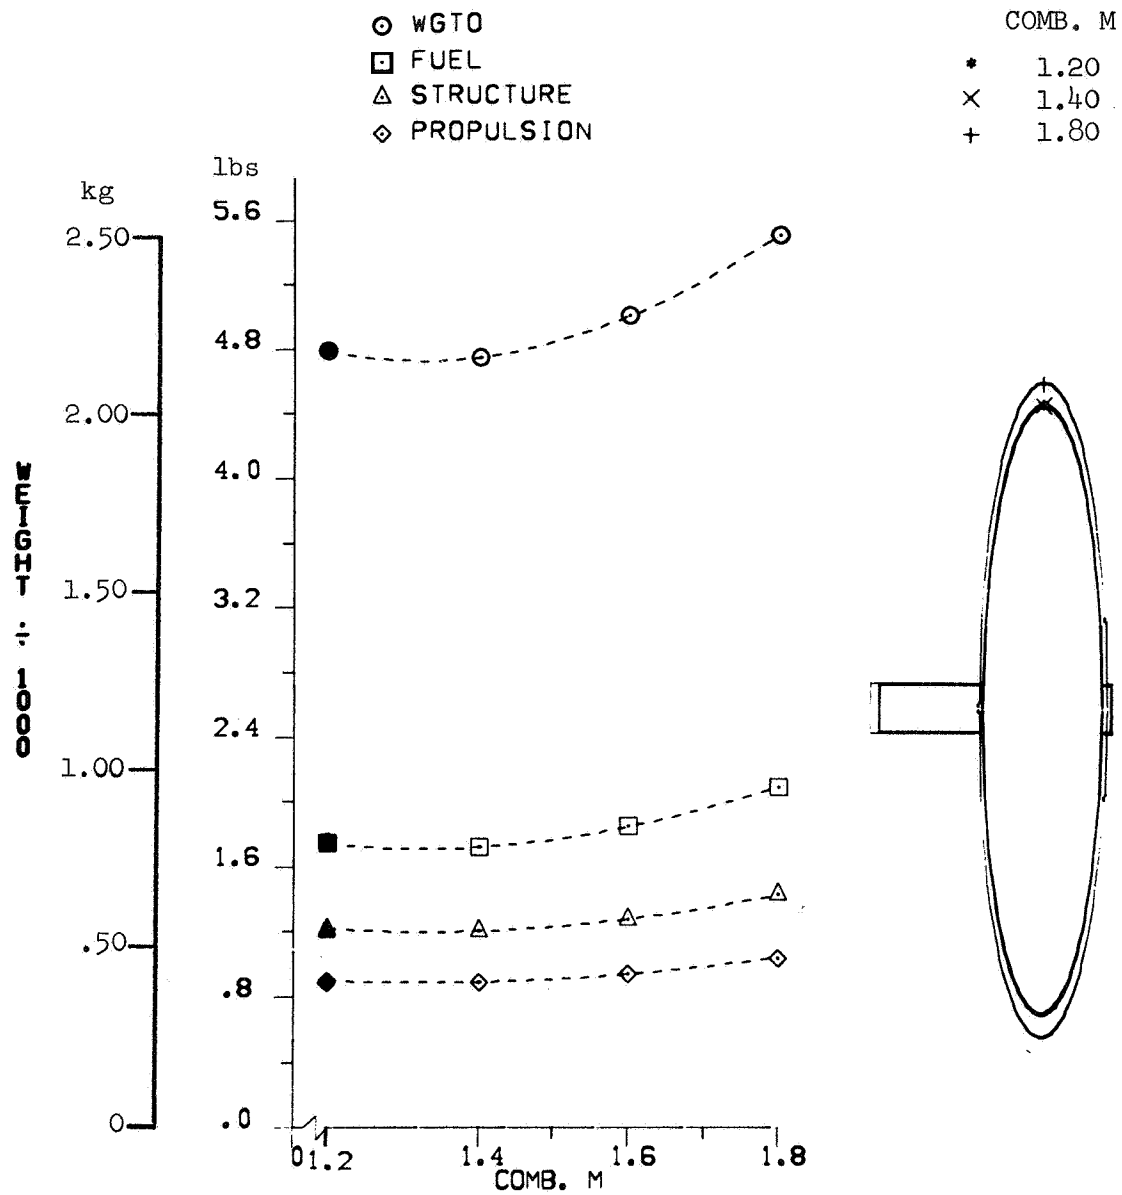 WGTO
FUEL
STRUCTURE
PROPULSION
COMB. M
1.20
1.40
1.80
kg
2.50
2.00
1.50
1.00
.50
0
lbs
5.6
4.8
4.0
3.2
2.4
1.6
.8
.0
WEIGHT ÷ 1000
0 1.2 1.4 1.6 1.8
COMB. M